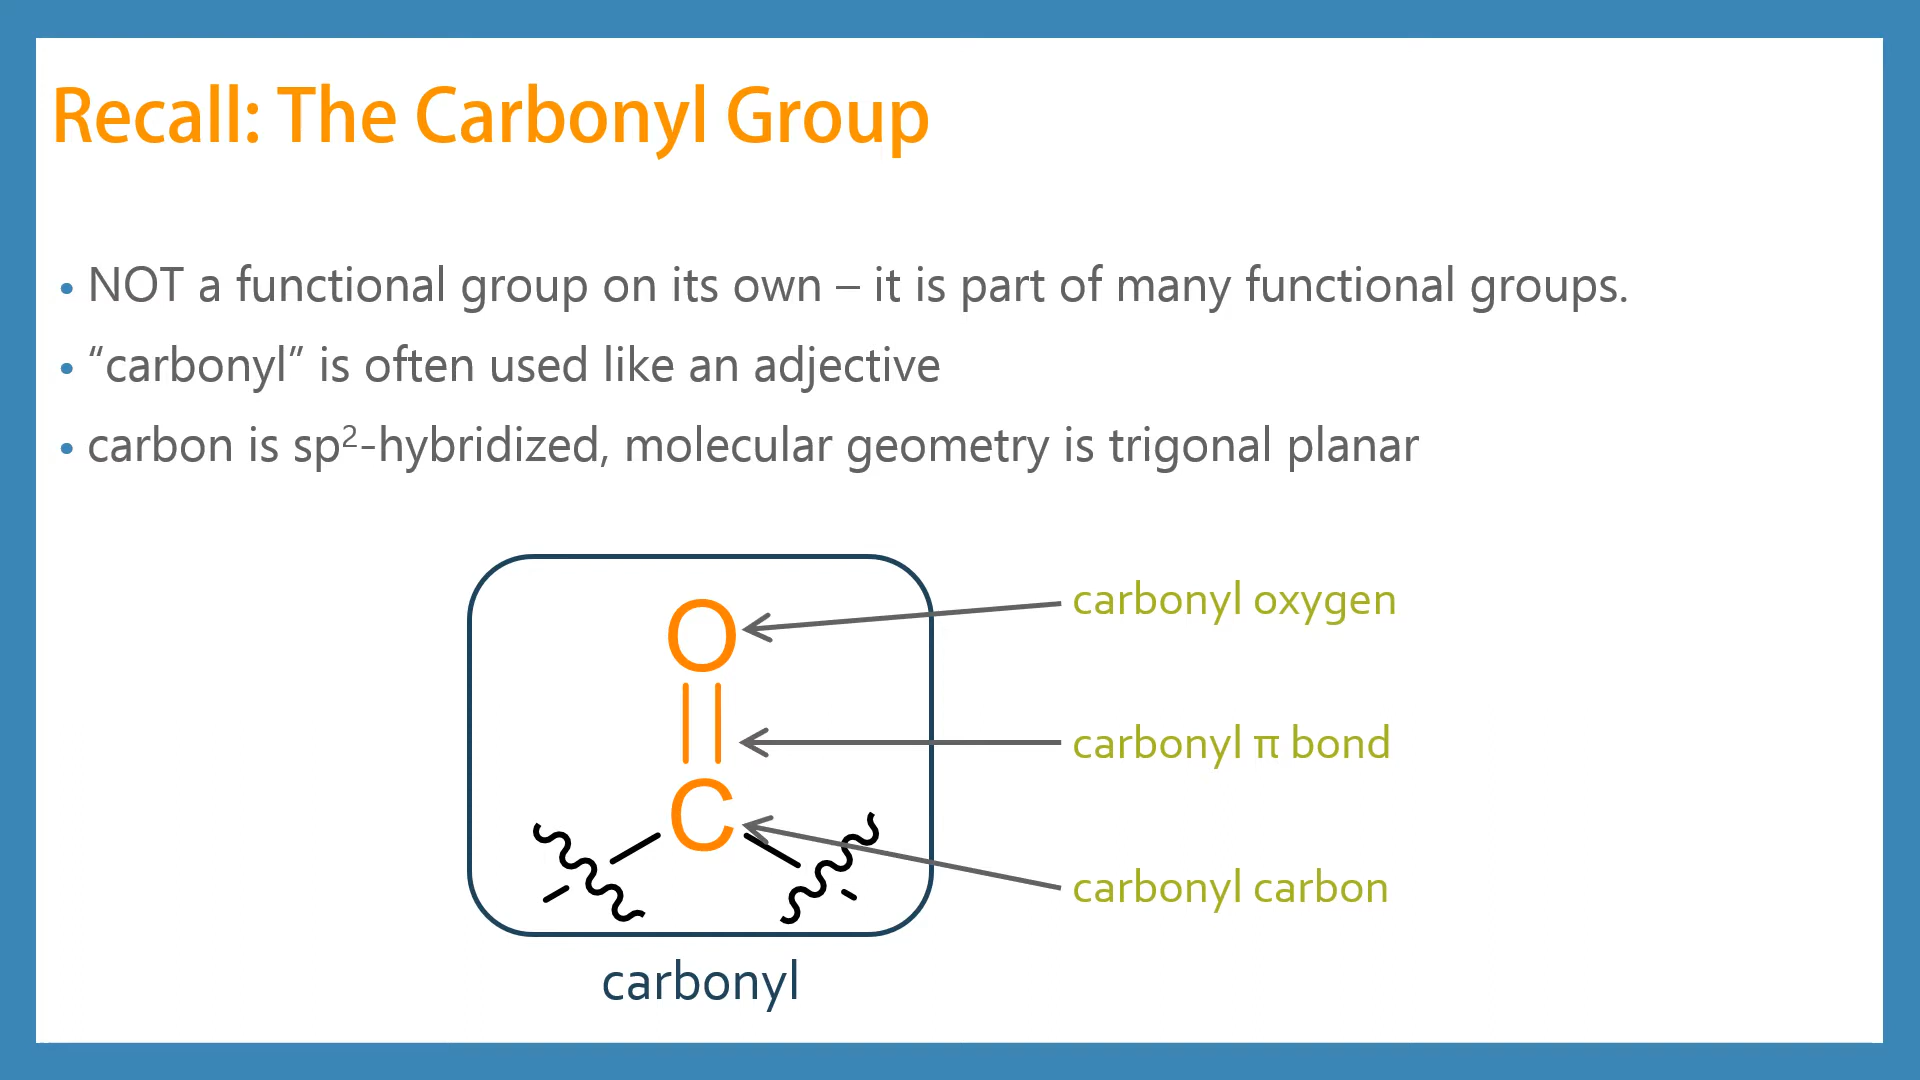 Recall: The Carbonyl Group
• NOT a functional group on its own – it is part of many functional groups.
• “carbonyl” is often used like an adjective
• carbon is sp²-hybridized, molecular geometry is trigonal planar
O
carbonyl oxygen
carbonyl π bond
C
carbonyl carbon
carbonyl